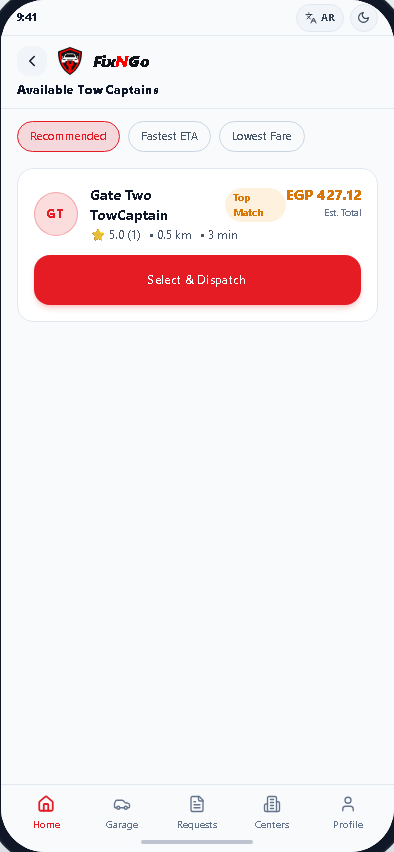 9:41
AR
FixNGo
Available Tow Captains
Recommended
Fastest ETA
Lowest Fare
GT
Gate Two
TowCaptain
Top
Match
EGP 427.12
Est. Total
5.0 (1) • 0.5 km • 3 min
Select & Dispatch
Home
Garage
Requests
Centers
Profile